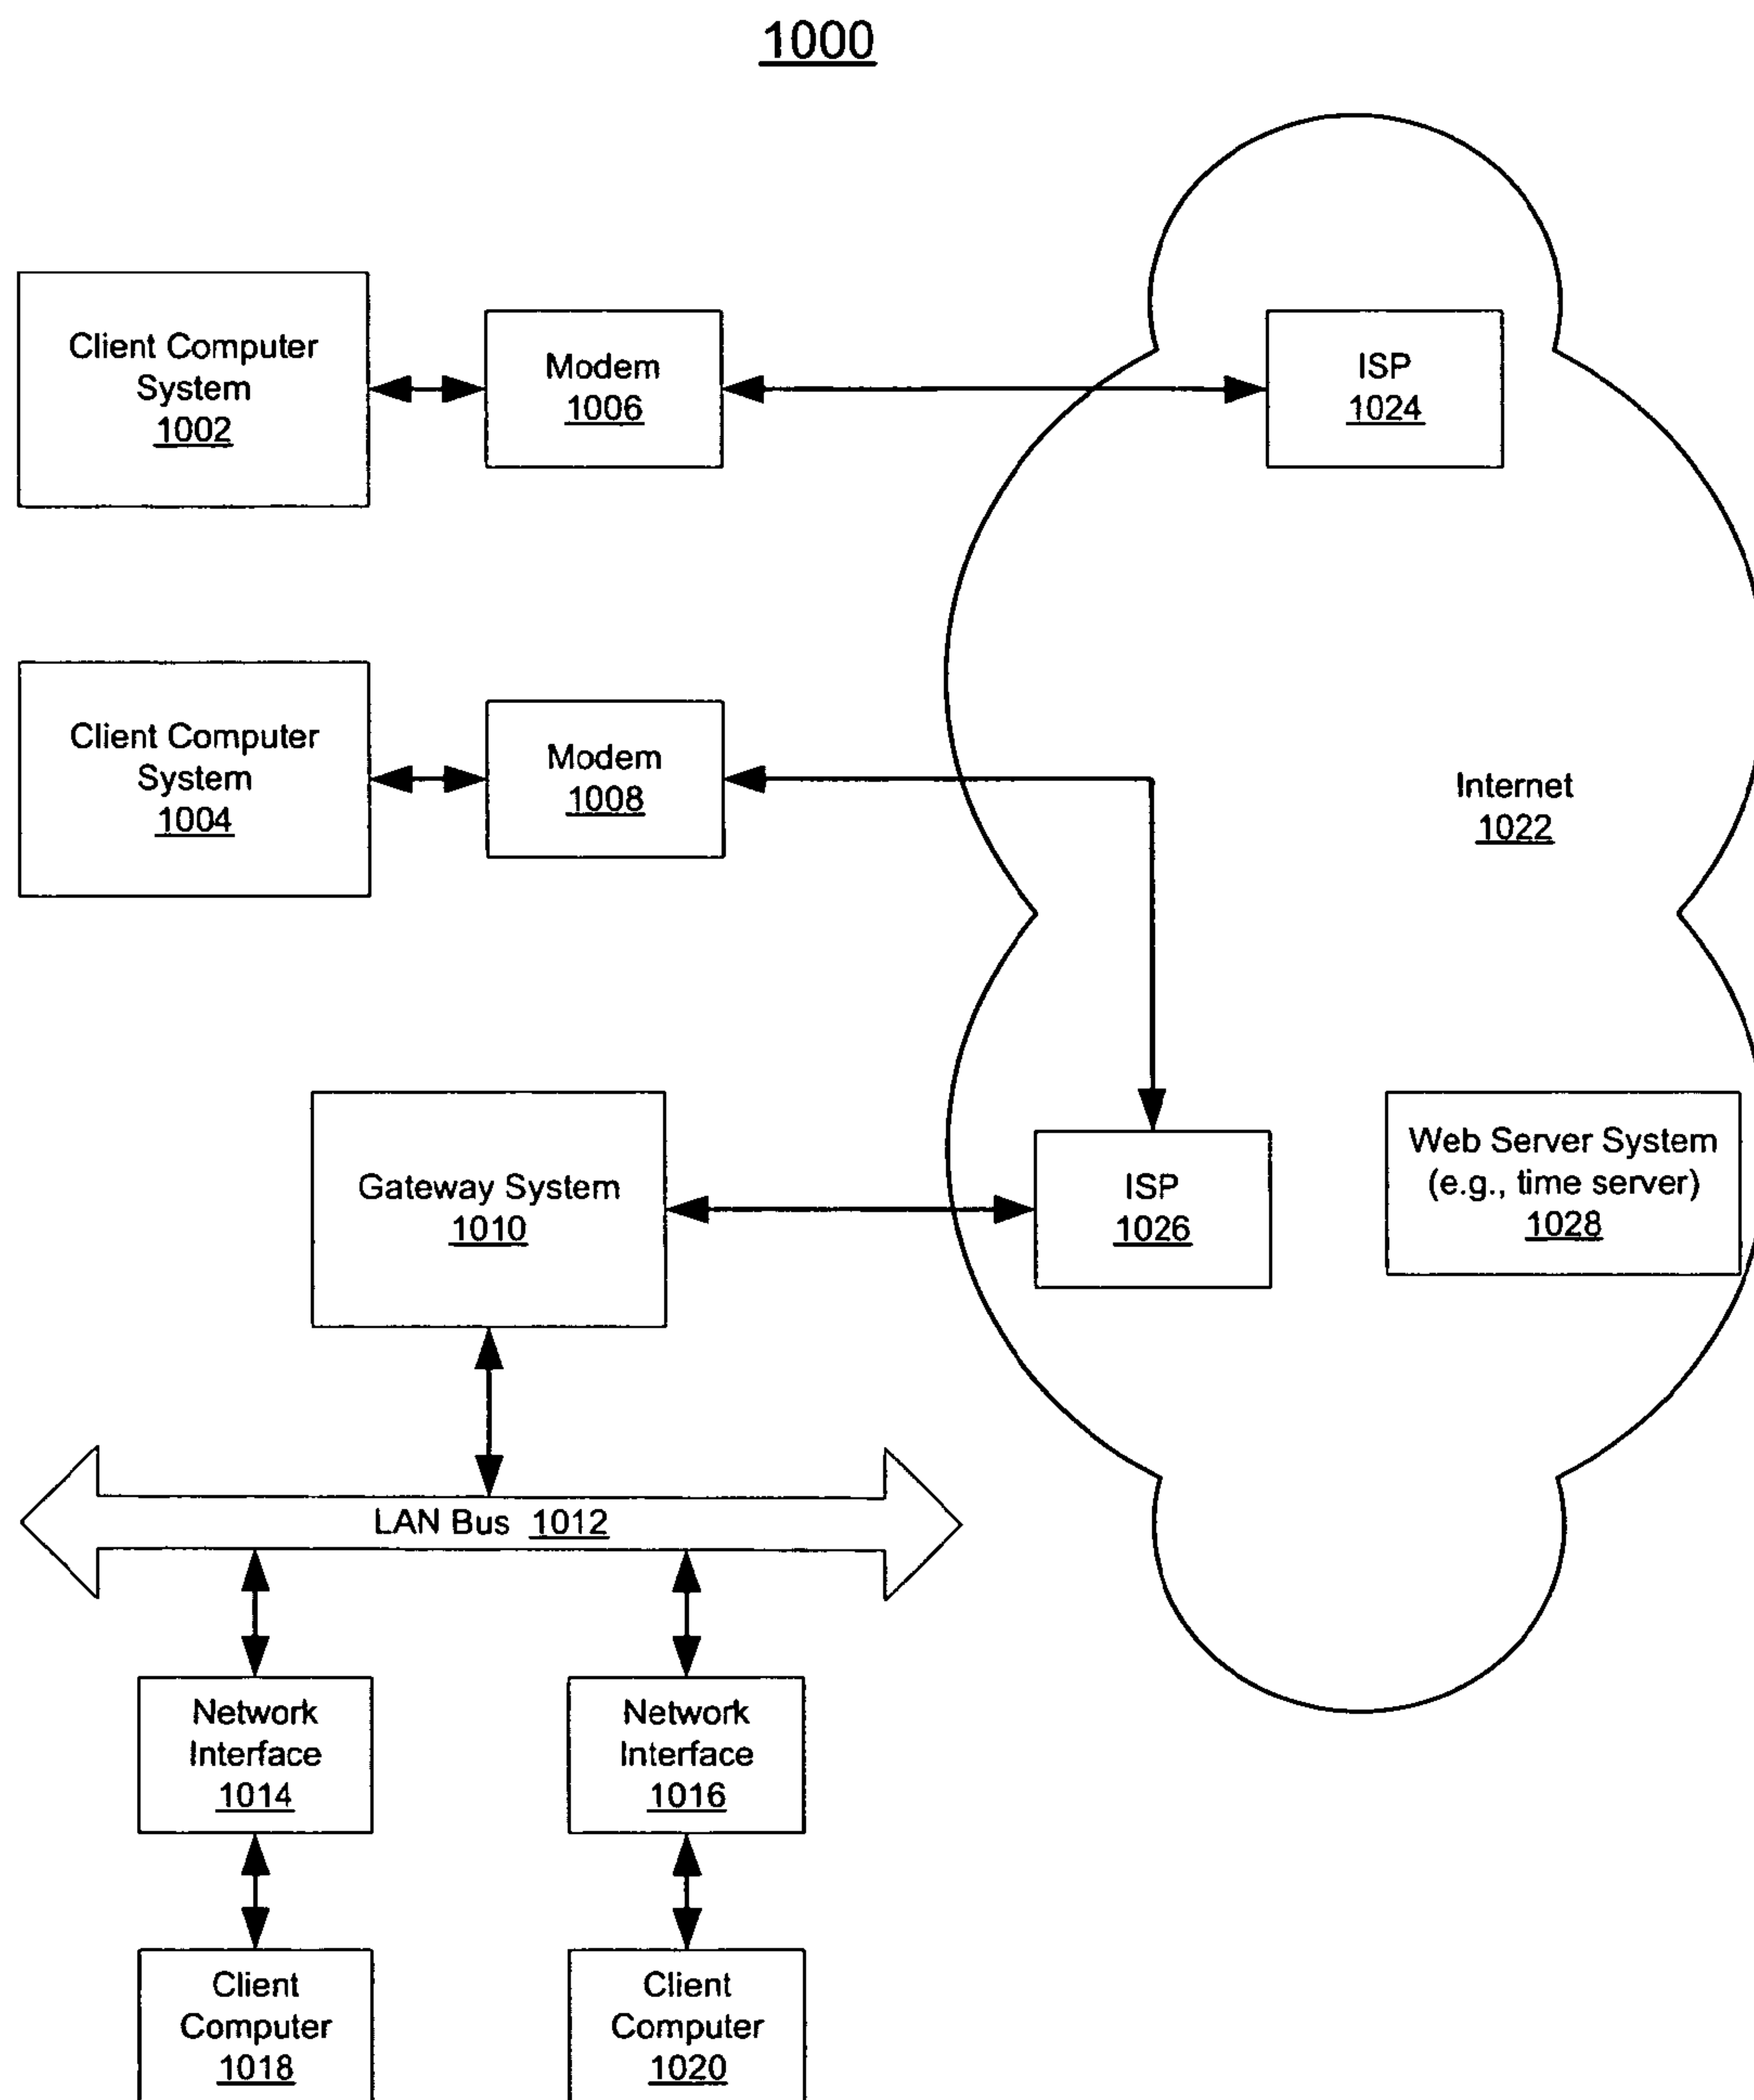 1000
Client Computer
System
1002
Modem
1006
ISP
1024
Client Computer
System
1004
Modem
1008
Internet
1022
Gateway System
1010
ISP
1026
Web Server System
(e.g., time server)
1028
LAN Bus 1012
Network
Interface
1014
Network
Interface
1016
Client
Computer
1018
Client
Computer
1020